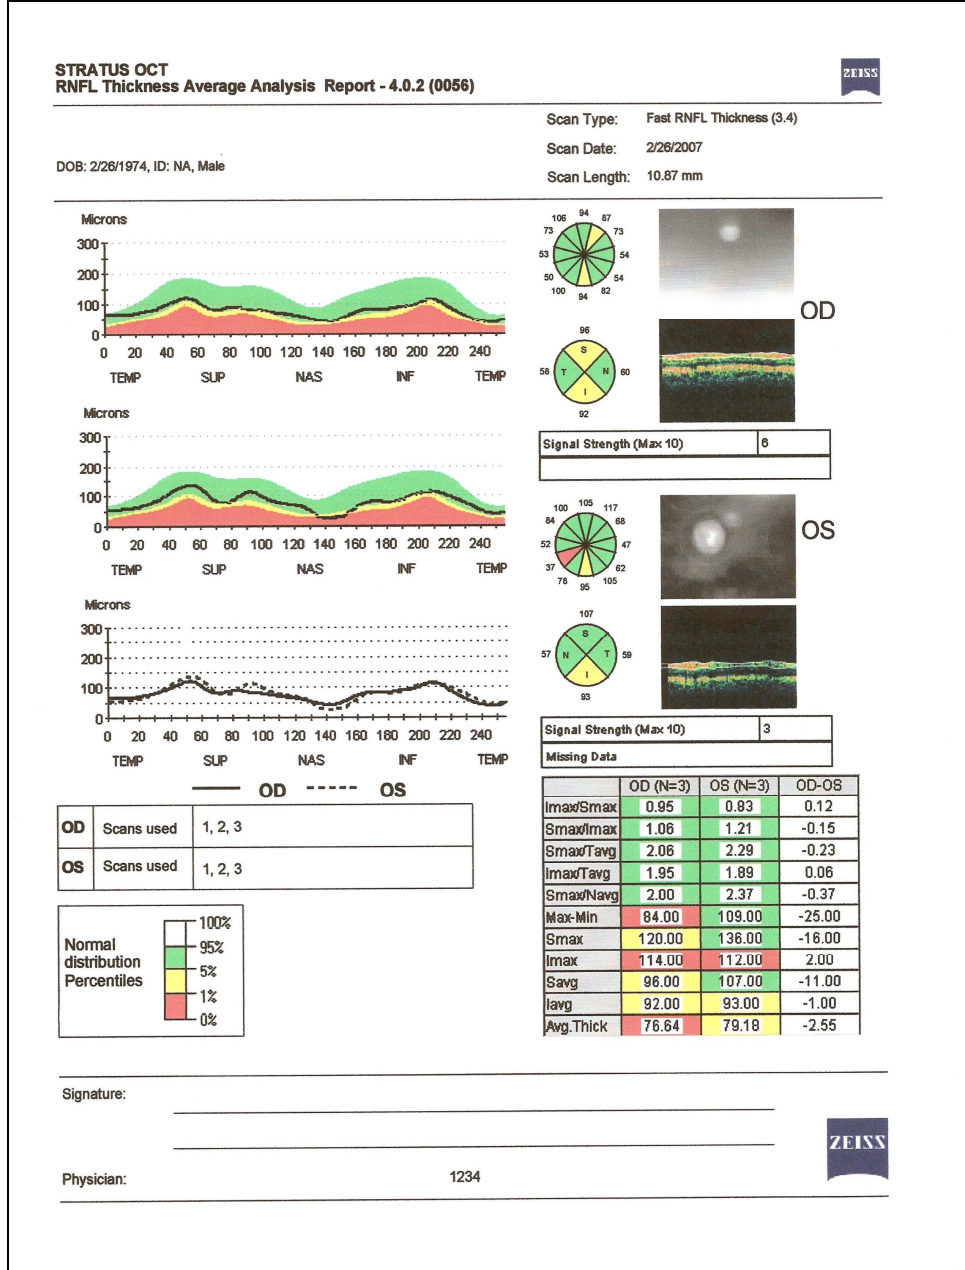 STRATUS OCT
RNFL Thickness Average Analysis Report - 4.0.2 (0056)
ZEISS
DOB: 2/26/1974, ID: NA, Male
Scan Type: Fast RNFL Thickness (3.4)
Scan Date: 2/26/2007
Scan Length: 10.87 mm
Microns
300
200
100
0
0 20 40 60 80 100 120 140 160 180 200 220 240
TEMP SUP NAS INF TEMP
106 94 87
73 73
53 54
50 54
100 94 82
OD
96
S
58 T N 60
I
92
Signal Strength (Max 10) 6
Microns
300
200
100
0
0 20 40 60 80 100 120 140 160 180 200 220 240
TEMP SUP NAS INF TEMP
100 105 117
84 68
52 47
37 62
78 95 105
OS
107
S
57 N T 59
I
93
Signal Strength (Max 10) 3
Missing Data
Microns
300
200
100
0
0 20 40 60 80 100 120 140 160 180 200 220 240
TEMP SUP NAS INF TEMP
OD OS
OD Scans used 1, 2, 3
OS Scans used 1, 2, 3
Normal
distribution
Percentiles
100%
95%
5%
1%
0%
OD (N=3) OS (N=3) OD-OS
Imax/Smax 0.95 0.83 0.12
Smax/Imax 1.06 1.21 -0.15
Smax/Tavg 2.06 2.29 -0.23
Imax/Tavg 1.95 1.89 0.06
Smax/Navg 2.00 2.37 -0.37
Max-Min 84.00 109.00 -25.00
Smax 120.00 136.00 -16.00
Imax 114.00 112.00 2.00
Savg 96.00 107.00 -11.00
Iavg 92.00 93.00 -1.00
Avg.Thick 76.64 79.18 -2.55
Signature:
ZEISS
Physician: 1234